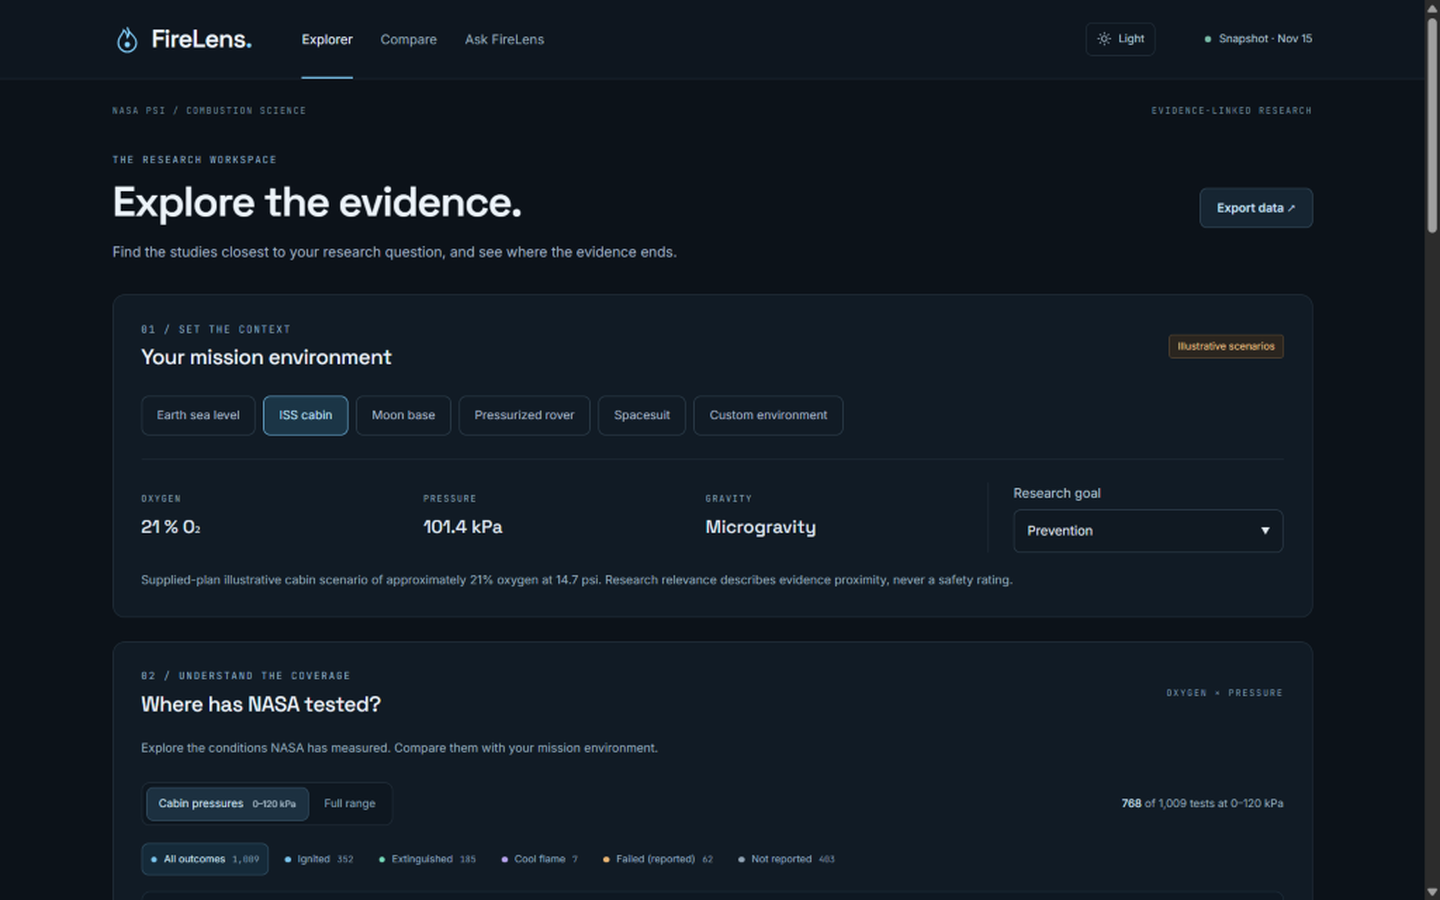 FireLens.
Explorer
Compare
Ask FireLens
Light
Snapshot · Nov 15
NASA PSI / COMBUSTION SCIENCE
EVIDENCE-LINKED RESEARCH
THE RESEARCH WORKSPACE
Explore the evidence.
Export data ↗
Find the studies closest to your research question, and see where the evidence ends.
01 / SET THE CONTEXT
Your mission environment
Illustrative scenarios
Earth sea level
ISS cabin
Moon base
Pressurized rover
Spacesuit
Custom environment
OXYGEN
21 % O₂
PRESSURE
101.4 kPa
GRAVITY
Microgravity
Research goal
Prevention
Supplied-plan illustrative cabin scenario of approximately 21% oxygen at 14.7 psi. Research relevance describes evidence proximity, never a safety rating.
02 / UNDERSTAND THE COVERAGE
Where has NASA tested?
OXYGEN × PRESSURE
Explore the conditions NASA has measured. Compare them with your mission environment.
Cabin pressures 0–120 kPa
Full range
768 of 1,009 tests at 0–120 kPa
All outcomes 1,009
Ignited 352
Extinguished 185
Cool flame 7
Failed (reported) 62
Not reported 403